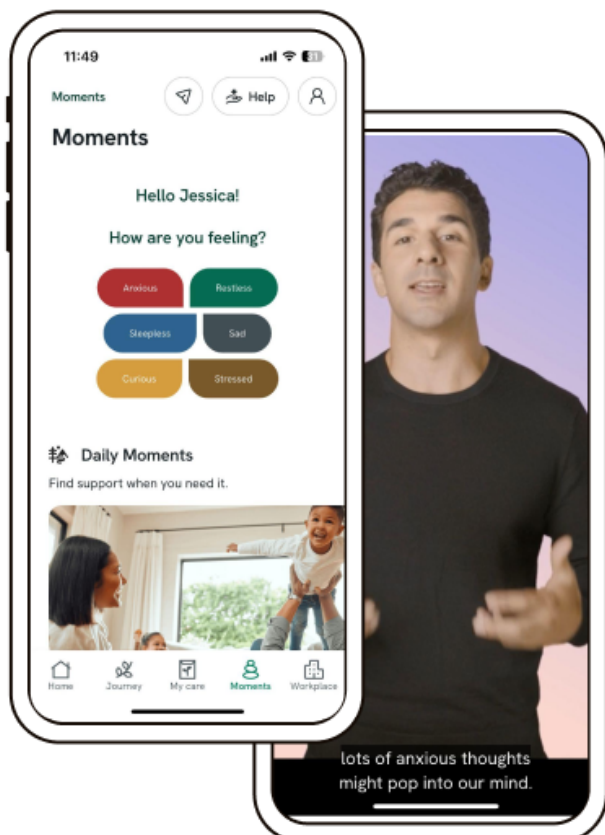 11:49
31
Moments
Help
Moments
Hello Jessica!
How are you feeling?
Anxious Restless
Sleepless Sad
Curious Stressed
Daily Moments
Find support when you need it.
Home Journey My care Moments Workplace
lots of anxious thoughts
might pop into our mind.